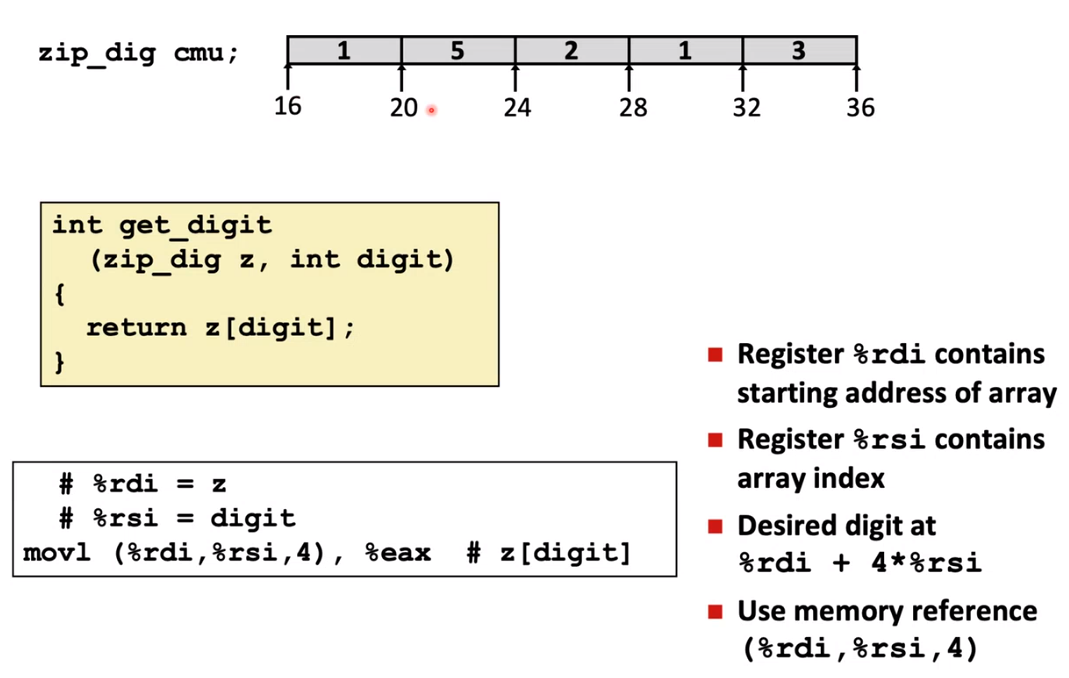 zip_dig cmu;
1 5 2 1 3
16 20 24 28 32 36
int get_digit
(zip_dig z, int digit)
{
return z[digit];
}
# %rdi = z
# %rsi = digit
movl (%rdi,%rsi,4), %eax # z[digit]
Register %rdi contains
starting address of array
Register %rsi contains
array index
Desired digit at
%rdi + 4*%rsi
Use memory reference
(%rdi,%rsi,4)